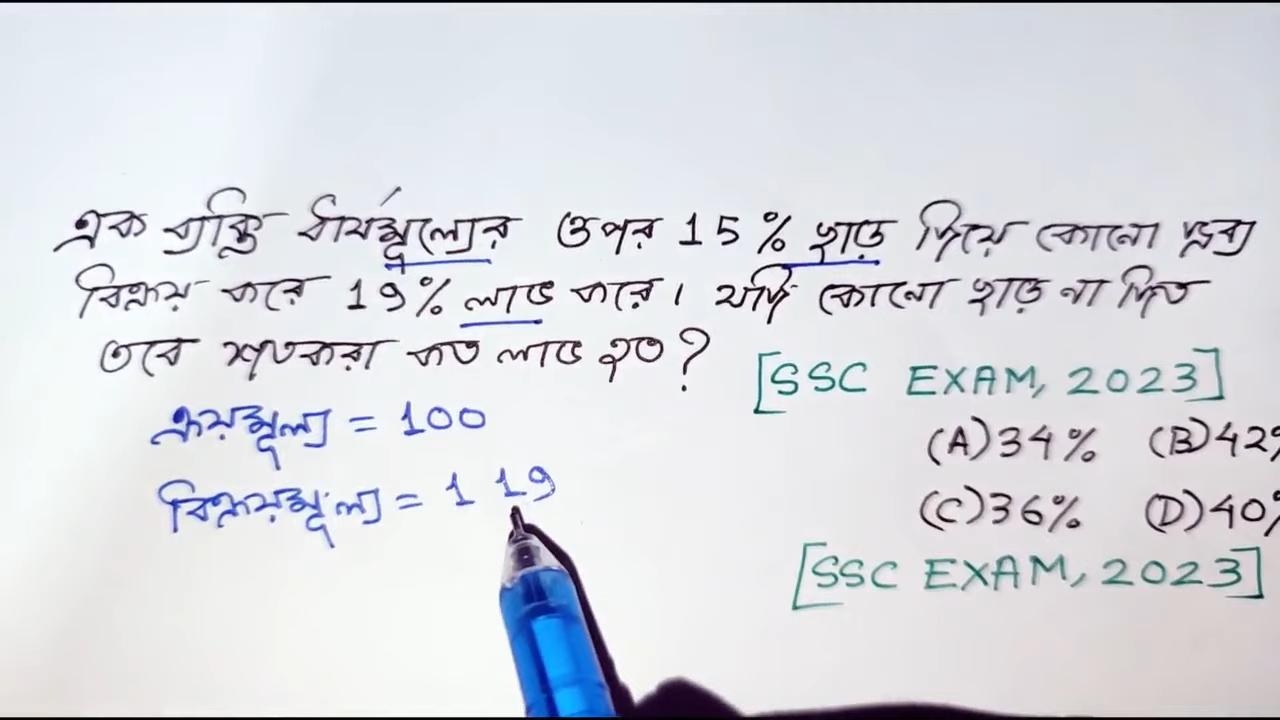 এক ব্যক্তি ধার্যমূল্যের ওপর 15% ছাড় দিয়ে কোনো দ্রব্য
বিক্রয় করে 19% লাভ করে। যদি কোনো ছাড় না দিত
তবে শতকরা কত লাভ হত?
[SSC EXAM, 2023]
ক্রয়মূল্য = 100
(A) 34% (B) 42%
বিক্রয়মূল্য = 119
(C) 36% (D) 40%
[SSC EXAM, 2023]